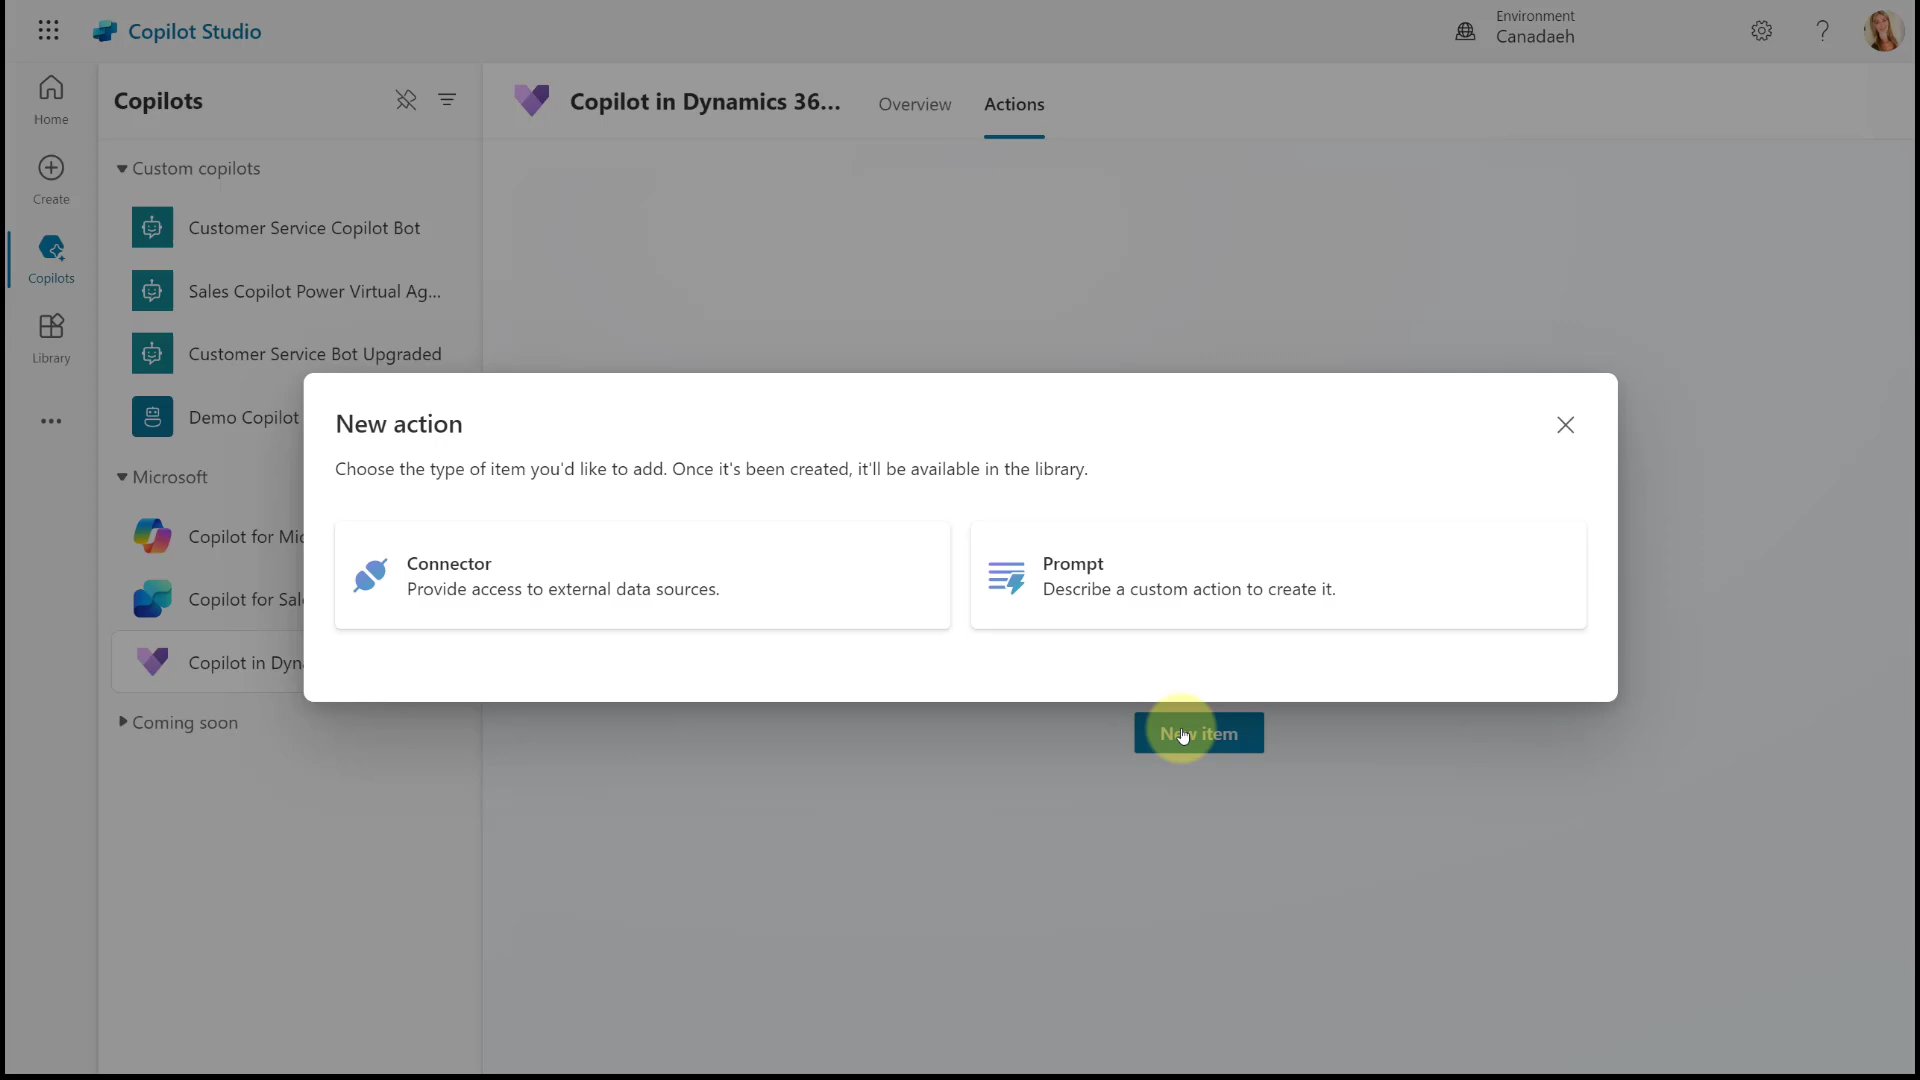 Copilot Studio
Environment
Canadaeh
Home
Create
Copilots
Library
Copilots
Custom copilots
Customer Service Copilot Bot
Sales Copilot Power Virtual Ag...
Customer Service Bot Upgraded
Demo Copilot
Microsoft
Copilot for Mic
Copilot for Sal
Copilot in Dyna
Coming soon
Copilot in Dynamics 36...
Overview
Actions
New action
Choose the type of item you'd like to add. Once it's been created, it'll be available in the library.
Connector
Provide access to external data sources.
Prompt
Describe a custom action to create it.
New item